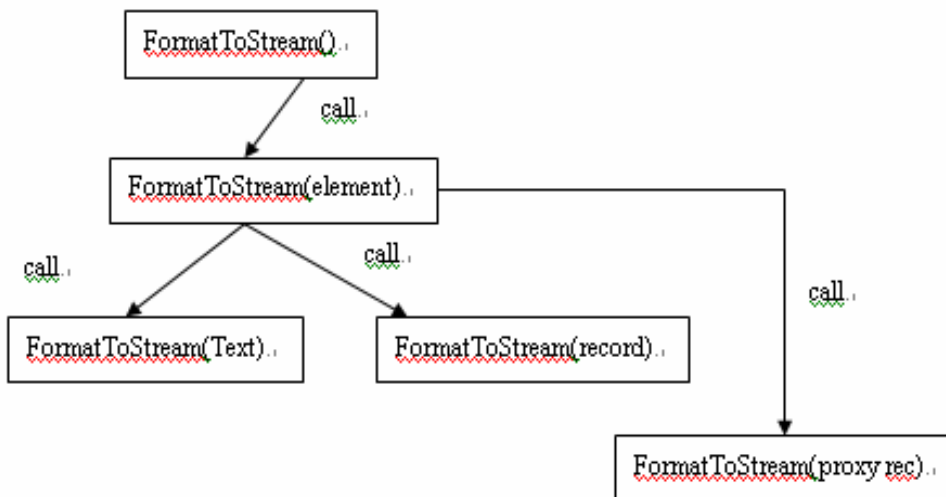 FormatToStream()
call
FormatToStream(element)
call
call
call
FormatToStream(Text)
FormatToStream(record)
FormatToStream(proxy rec)